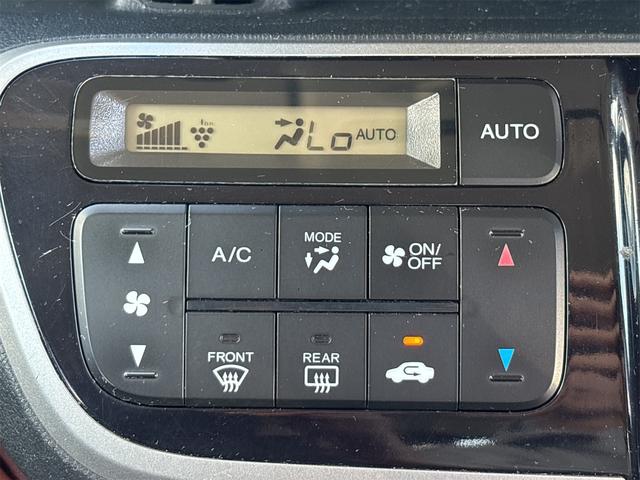 Lo AUTO
AUTO
A/C
MODE
ON/
OFF
FRONT
REAR